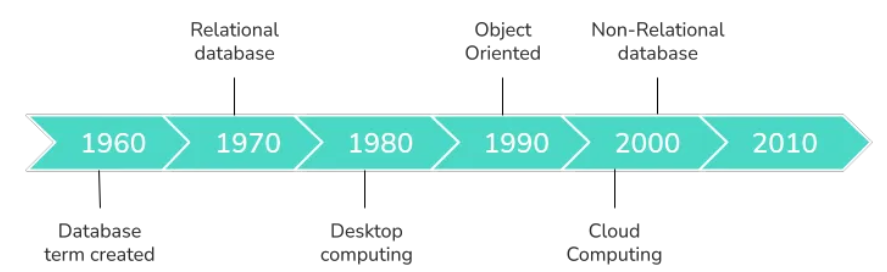 Relational
database
Object
Oriented
Non-Relational
database
1960
1970
1980
1990
2000
2010
Database
term created
Desktop
computing
Cloud
Computing